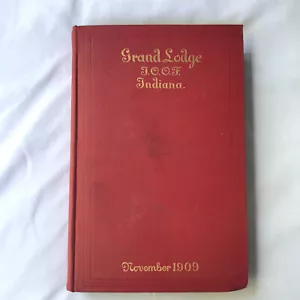 Grand Lodge
I.O.O.F.
Indiana.
November 1909